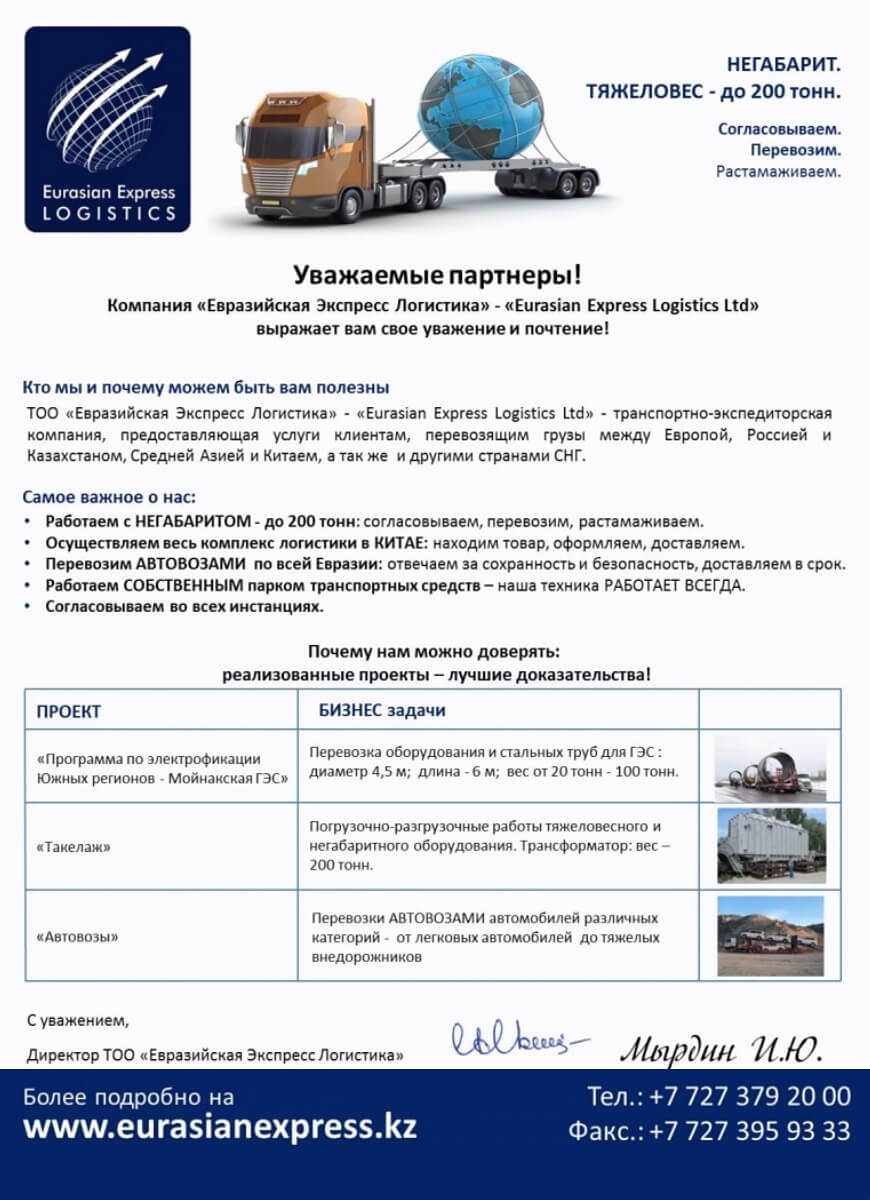 Eurasian Express
LOGISTICS
НЕГАБАРИТ.
ТЯЖЕЛОВЕС - до 200 тонн.
Согласовываем.
Перевозим.
Растамаживаем.
Уважаемые партнеры!
Компания «Евразийская Экспресс Логистика» - «Eurasian Express Logistics Ltd»
выражает вам свое уважение и почтение!
Кто мы и почему можем быть вам полезны
ТОО «Евразийская Экспресс Логистика» - «Eurasian Express Logistics Ltd» - транспортно-экспедиторская
компания, предоставляющая услуги клиентам, перевозящим грузы между Европой, Россией и
Казахстаном, Средней Азией и Китаем, а так же и другими странами СНГ.
Самое важное о нас:
• Работаем с НЕГАБАРИТОМ - до 200 тонн: согласовываем, перевозим, растамаживаем.
• Осуществляем весь комплекс логистики в КИТАЕ: находим товар, оформляем, доставляем.
• Перевозим АВТОВОЗАМИ по всей Евразии: отвечаем за сохранность и безопасность, доставляем в срок.
• Работаем СОБСТВЕННЫМ парком транспортных средств – наша техника РАБОТАЕТ ВСЕГДА.
• Согласовываем во всех инстанциях.
Почему нам можно доверять:
реализованные проекты – лучшие доказательства!
ПРОЕКТ
БИЗНЕС задачи
«Программа по электрофикации
Южных регионов - Мойнакская ГЭС»
Перевозка оборудования и стальных труб для ГЭС :
диаметр 4,5 м; длина - 6 м; вес от 20 тонн - 100 тонн.
«Такелаж»
Погрузочно-разгрузочные работы тяжеловесного и
негабаритного оборудования. Трансформатор: вес –
200 тонн.
«Автовозы»
Перевозки АВТОВОЗАМИ автомобилей различных
категорий - от легковых автомобилей до тяжелых
внедорожников
С уважением,
Директор ТОО «Евразийская Экспресс Логистика»
Мырдин И.Ю.
Более подробно на
www.eurasianexpress.kz
Тел.: +7 727 379 20 00
Факс.: +7 727 395 93 33